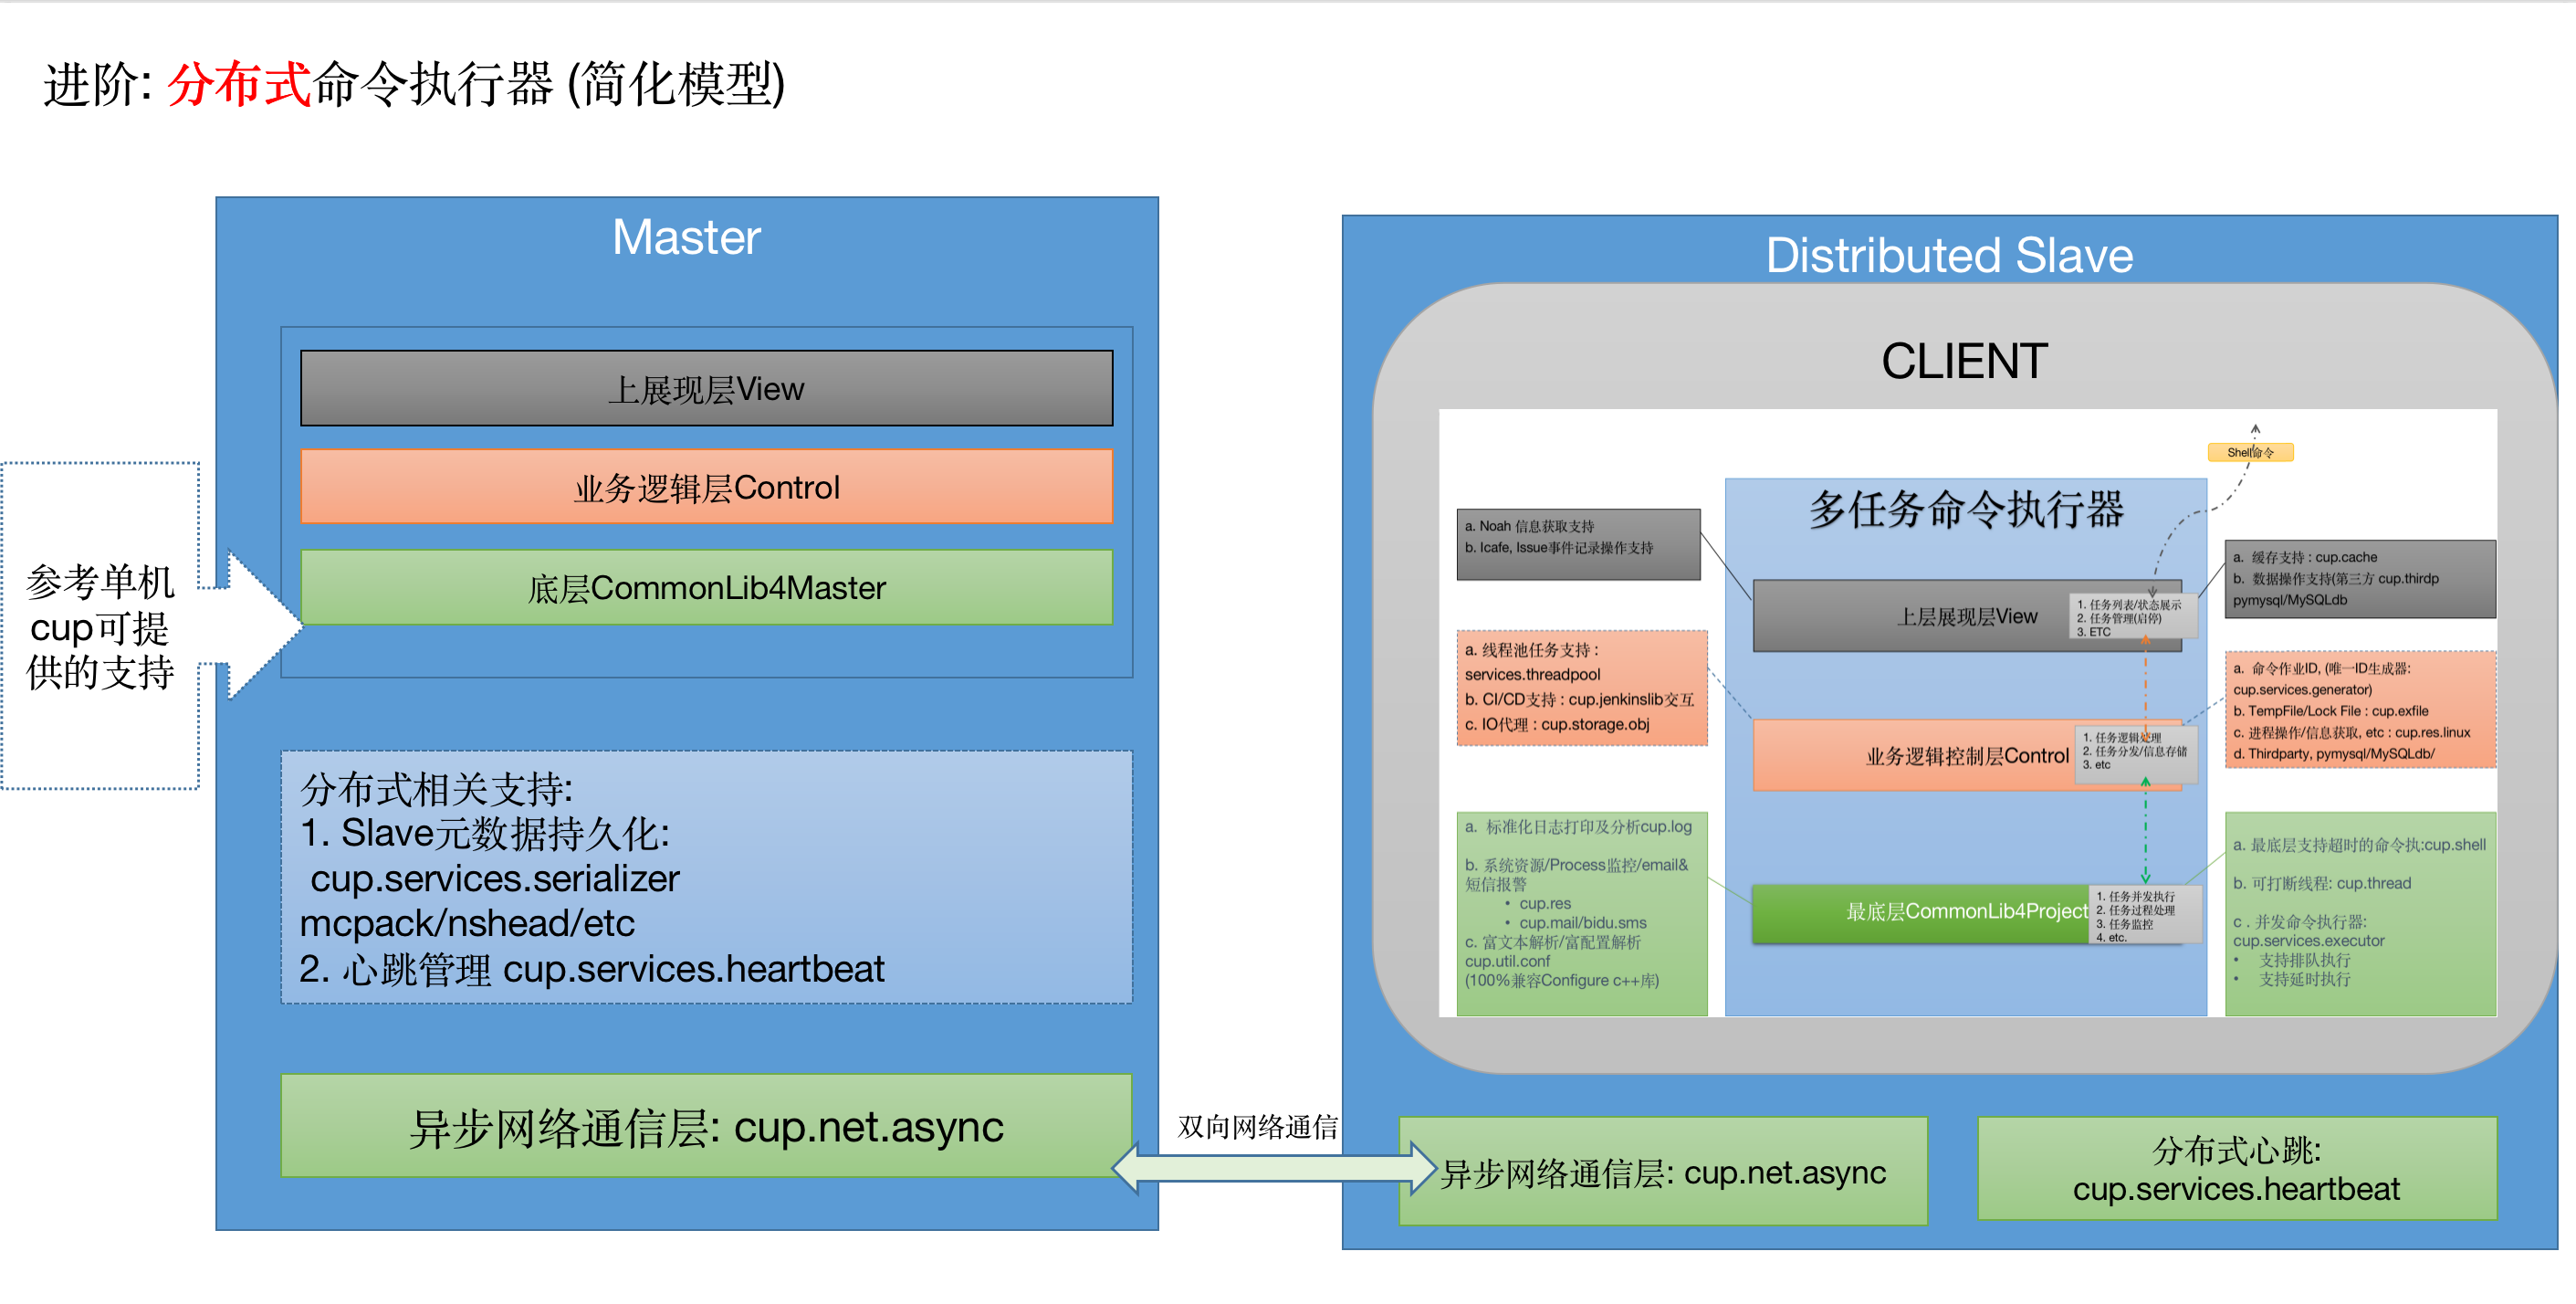 进阶: 分布式命令执行器 (简化模型)
参考单机
cup可提
供的支持
Master
上展现层View
业务逻辑层Control
底层CommonLib4Master
分布式相关支持:
1. Slave元数据持久化:
cup.services.serializer
mcpack/nshead/etc
2. 心跳管理 cup.services.heartbeat
异步网络通信层: cup.net.async
双向网络通信
Distributed Slave
CLIENT
Shell命令
多任务命令执行器
a. Noah 信息获取支持
b. Icafe, Issue事件记录操作支持
a. 线程池任务支持 :
services.threadpool
b. CI/CD支持 : cup.jenkinslib交互
c. IO代理 : cup.storage.obj
a. 标准化日志打印及分析cup.log
b. 系统资源/Process监控/email&
短信报警
• cup.res
• cup.mail/bidu.sms
c. 富文本解析/富配置解析
cup.util.conf
(100%兼容Configure c++库)
上层展现层View
1. 任务列表/状态展示
2. 任务管理(启停)
3. ETC
业务逻辑控制层Control
1. 任务逻辑处理
2. 任务分发/信息存储
3. etc
最底层CommonLib4Project
1. 任务并发执行
2. 任务过程处理
3. 任务监控
4. etc.
a. 缓存支持 : cup.cache
b. 数据操作支持(第三方 cup.thirdp
pymysql/MySQLdb
a. 命令作业ID, (唯一ID生成器:
cup.services.generator)
b. TempFile/Lock File : cup.exfile
c. 进程操作/信息获取, etc : cup.res.linux
d. Thirdparty, pymysql/MySQLdb/
a. 最底层支持超时的命令执:cup.shell
b. 可打断线程: cup.thread
c . 并发命令执行器:
cup.services.executor
• 支持排队执行
• 支持延时执行
异步网络通信层: cup.net.async
分布式心跳:
cup.services.heartbeat